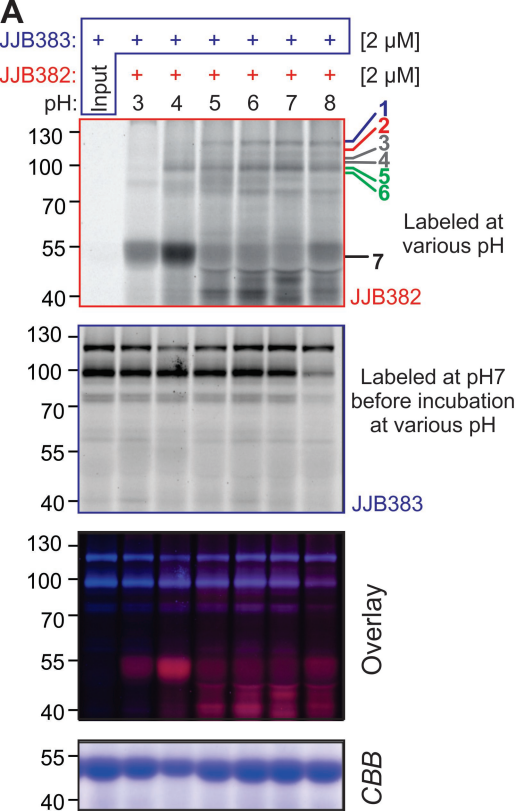 A
JJB383: + + + + + + + [2 µM]
JJB382: Input + + + + + + [2 µM]
pH: 3 4 5 6 7 8
130
100
70
55
40
1
2
3
4
5
6
7
Labeled at
various pH
JJB382
130
100
70
55
40
Labeled at pH7
before incubation
at various pH
JJB383
130
100
70
55
40
Overlay
55
40
CBB